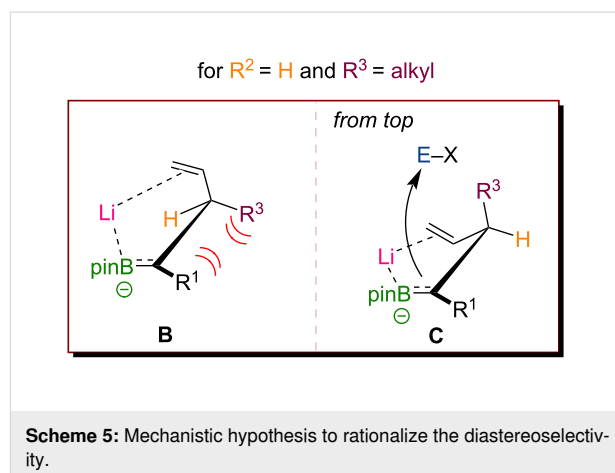 for R² = H and R³ = alkyl
from top
E–X
R³
H
Li
pinB
⊖
R¹
B
R³
H
Li
pinB
⊖
R¹
C
Scheme 5: Mechanistic hypothesis to rationalize the diastereoselectiv-
ity.